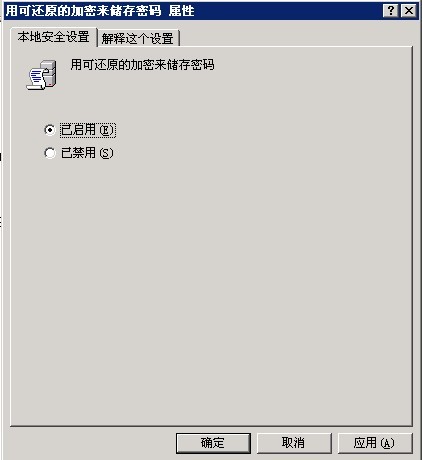 用可还原的加密来储存密码 属性
本地安全设置 解释这个设置
用可还原的加密来储存密码
已启用(E)
已禁用(S)
确定 取消 应用(A)